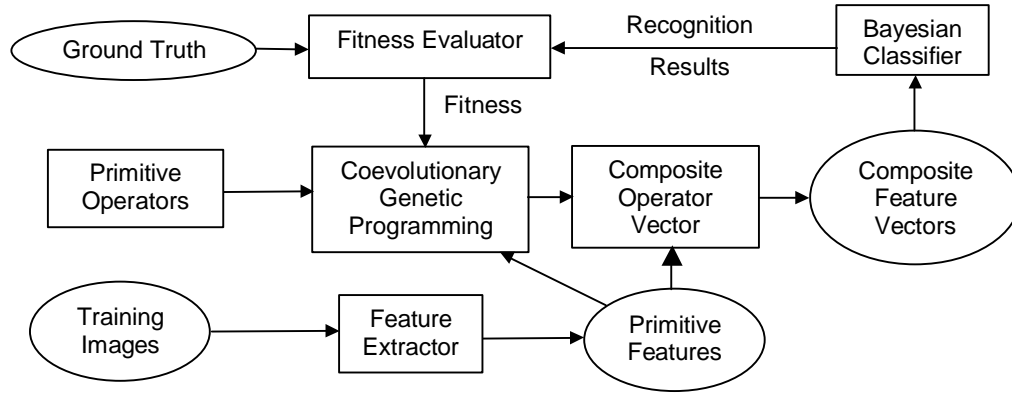 Ground Truth
Fitness Evaluator
Recognition
Results
Bayesian
Classifier
Fitness
Primitive
Operators
Coevolutionary
Genetic
Programming
Composite
Operator
Vector
Composite
Feature
Vectors
Training
Images
Feature
Extractor
Primitive
Features